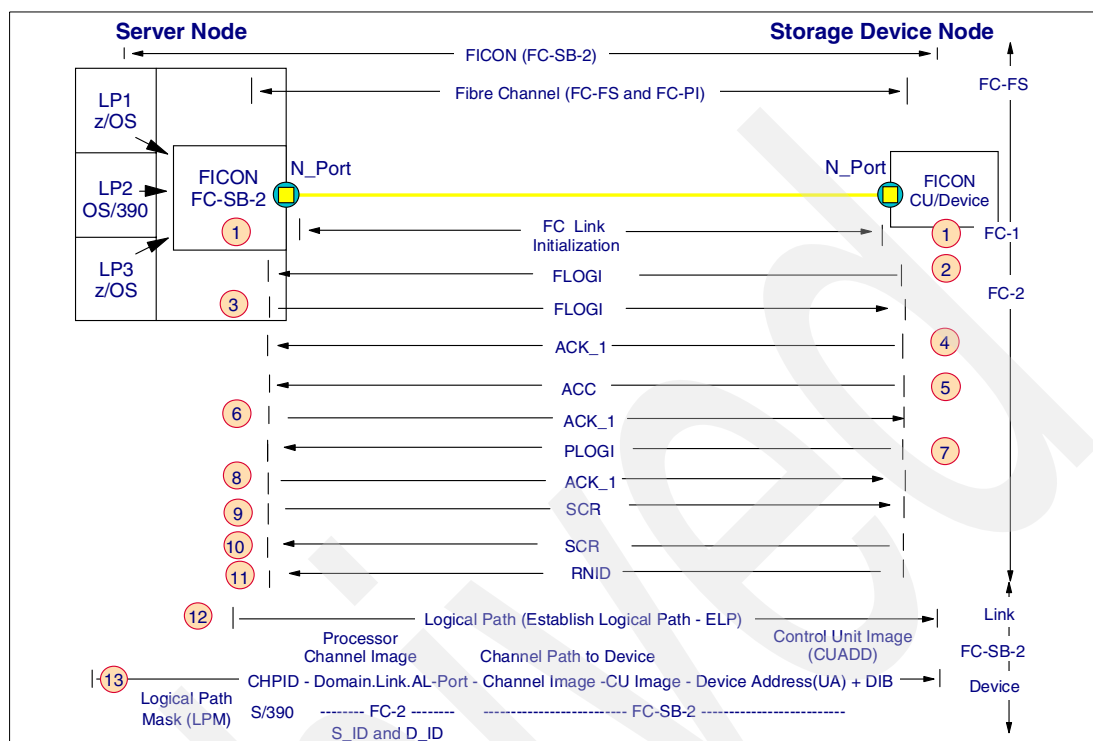 Server Node
Storage Device Node
FICON (FC-SB-2)
FC-FS
Fibre Channel (FC-FS and FC-PI)
LP1
z/OS
LP2
OS/390
LP3
z/OS
FICON
FC-SB-2
N_Port
N_Port
FICON
CU/Device
1
FC Link
Initialization
1
FC-1
FLOGI
2
FC-2
3
FLOGI
ACK_1
4
ACC
5
6
ACK_1
PLOGI
7
8
ACK_1
9
SCR
10
SCR
11
RNID
12
Logical Path (Establish Logical Path - ELP)
Link
Processor
Channel Image
Channel Path to Device
Control Unit Image
(CUADD)
FC-SB-2
13
CHPID - Domain.Link.AL-Port - Channel Image -CU Image - Device Address(UA) + DIB
Device
Logical Path
Mask (LPM)
S/390
-------- FC-2 --------
S_ID and D_ID
------------------------ FC-SB-2 ------------------------